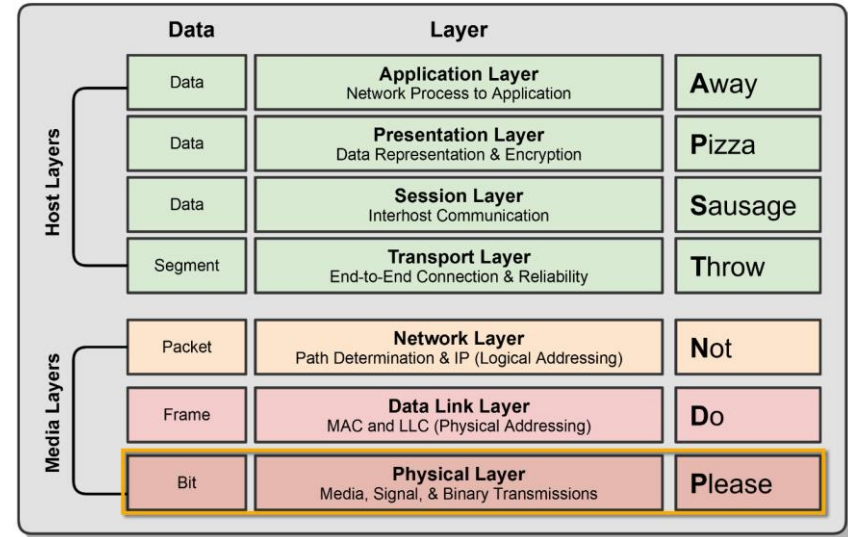 Data
Layer
Host Layers
Data
Application Layer
Network Process to Application
Away
Data
Presentation Layer
Data Representation & Encryption
Pizza
Data
Session Layer
Interhost Communication
Sausage
Segment
Transport Layer
End-to-End Connection & Reliability
Throw
Media Layers
Packet
Network Layer
Path Determination & IP (Logical Addressing)
Not
Frame
Data Link Layer
MAC and LLC (Physical Addressing)
Do
Bit
Physical Layer
Media, Signal, & Binary Transmissions
Please